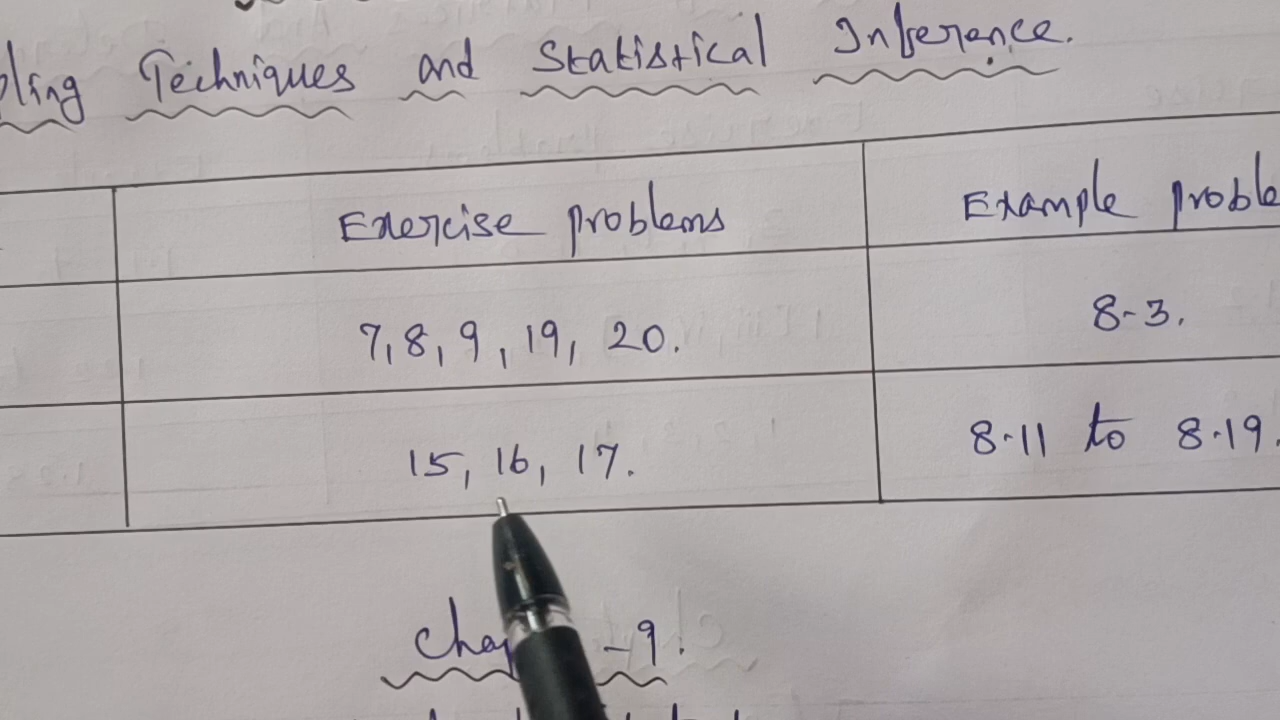 pling Techniques and Statistical Inference.
Exercise problems Example proble
7, 8, 9, 19, 20. 8.3.
15, 16, 17. 8.11 to 8.19.
-9.